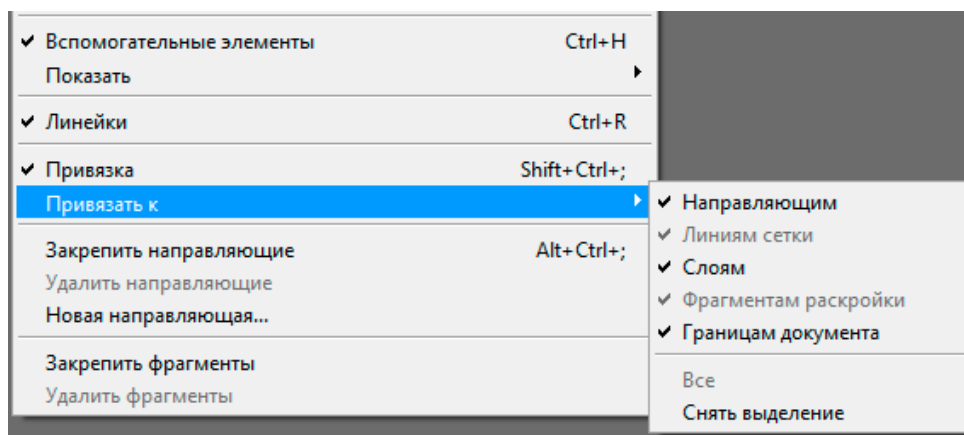 Вспомогательные элементы Ctrl+H
Показать
Линейки Ctrl+R
Привязка Shift+Ctrl+;
Привязать к
Закрепить направляющие Alt+Ctrl+;
Удалить направляющие
Новая направляющая...
Закрепить фрагменты
Удалить фрагменты
Направляющим
Линиям сетки
Слоям
Фрагментам раскройки
Границам документа
Все
Снять выделение